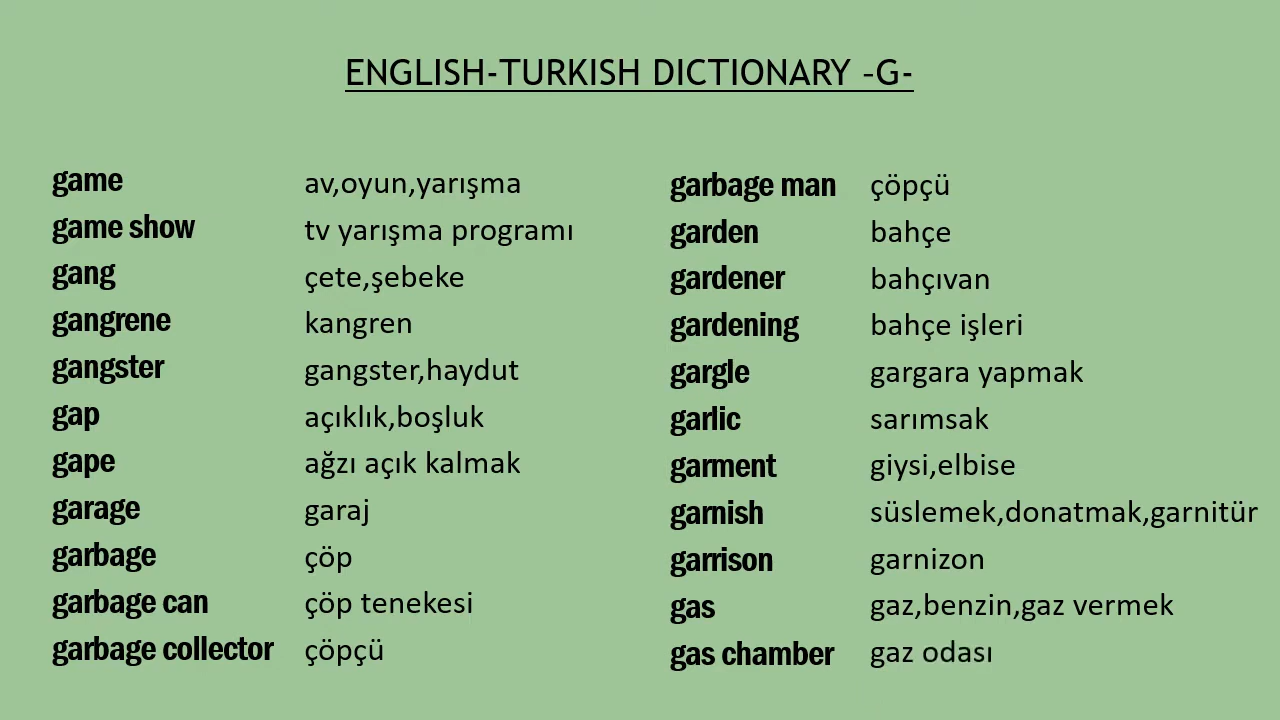 ENGLISH-TURKISH DICTIONARY –G-
game av,oyun,yarışma
game show tv yarışma programı
gang çete,şebeke
gangrene kangren
gangster gangster,haydut
gap açıklık,boşluk
gape ağzı açık kalmak
garage garaj
garbage çöp
garbage can çöp tenekesi
garbage collector çöpçü
garbage man çöpçü
garden bahçe
gardener bahçıvan
gardening bahçe işleri
gargle gargara yapmak
garlic sarımsak
garment giysi,elbise
garnish süslemek,donatmak,garnitür
garrison garnizon
gas gaz,benzin,gaz vermek
gas chamber gaz odası